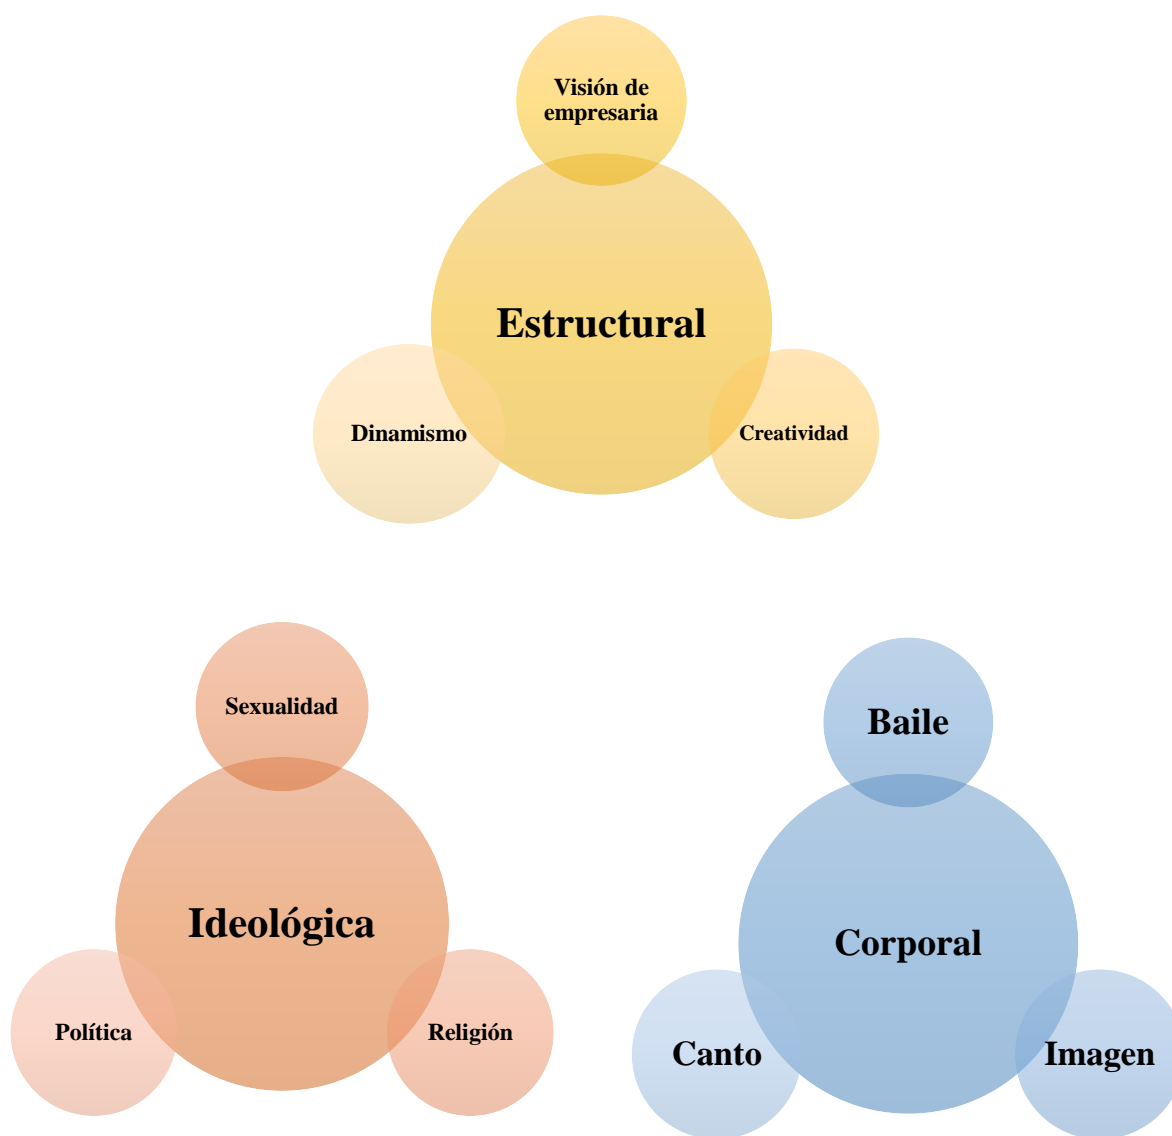 Visión de
empresaria
Estructural
Dinamismo
Creatividad
Sexualidad
Ideológica
Política
Religión
Baile
Corporal
Canto
Imagen